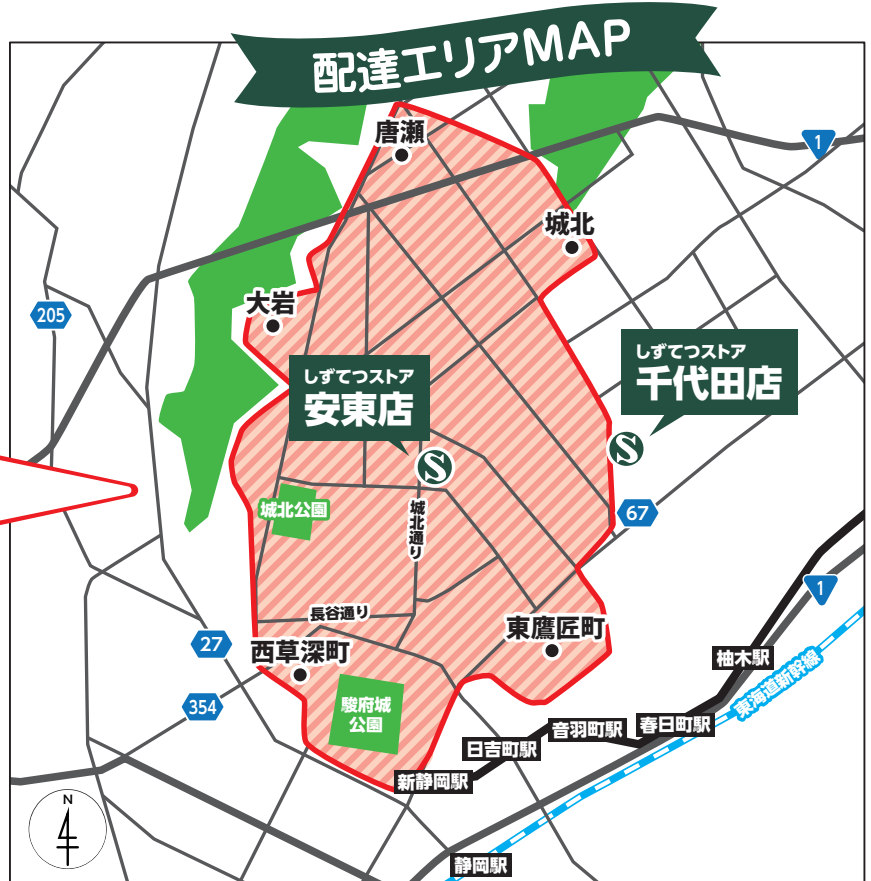 配達エリアMAP
唐瀬
1
城北
大岩
205
しずてつストア
千代田店
しずてつストア
安東店
S
S
城北公園
城北通り
67
1
長谷通り
東鷹匠町
27
西草深町
柚木駅
東海道新幹線
354
駿府城
公園
春日町駅
音羽町駅
日吉町駅
新静岡駅
N
静岡駅